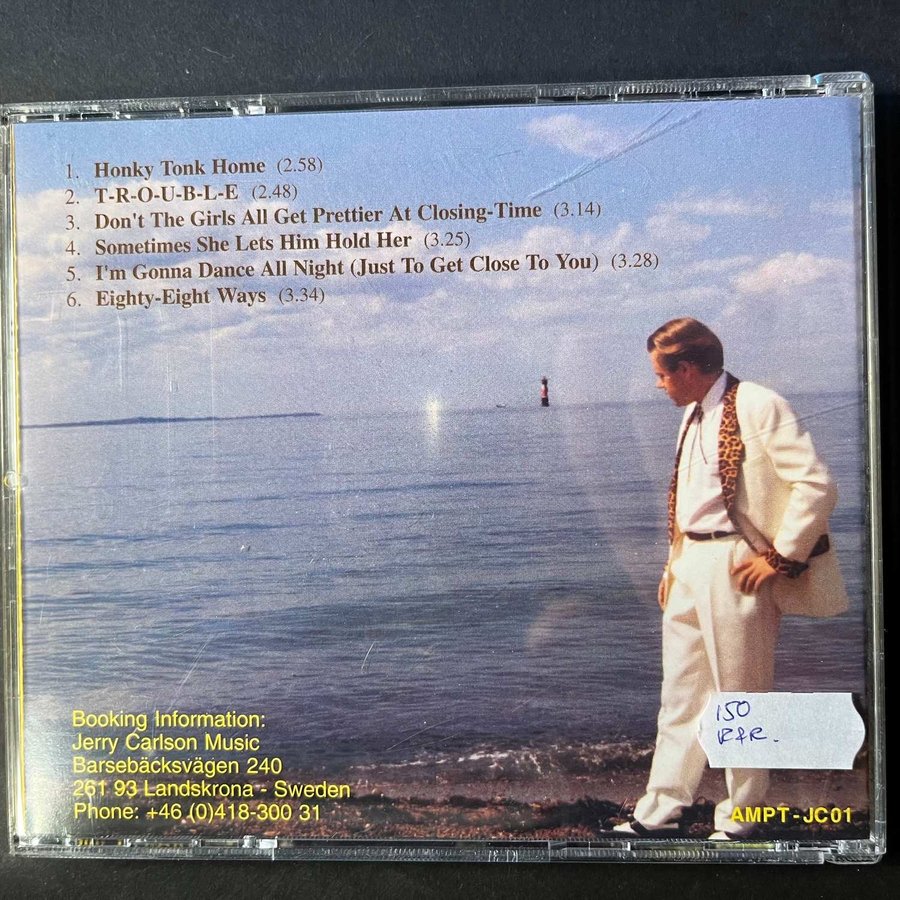 1. Honky Tonk Home (2.58)
2. T-R-O-U-B-L-E (2.48)
3. Don't The Girls All Get Prettier At Closing-Time (3.14)
4. Sometimes She Lets Him Hold Her (3.25)
5. I'm Gonna Dance All Night (Just To Get Close To You) (3.28)
6. Eighty-Eight Ways (3.34)
Booking Information:
Jerry Carlson Music
Barsebäcksvägen 240
261 93 Landskrona - Sweden
Phone: +46 (0)418-300 31
150
R&R.
AMPT-JC01